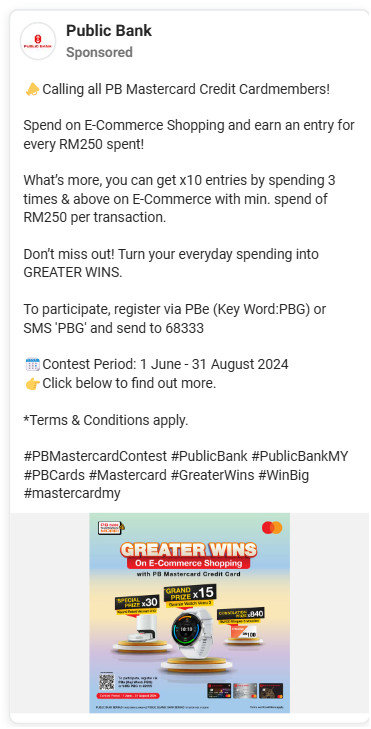 Public Bank
PUBLIC BANK
Sponsored
📣Calling all PB Mastercard Credit Cardmembers!
Spend on E-Commerce Shopping and earn an entry for
every RM250 spent!
What’s more, you can get x10 entries by spending 3
times & above on E-Commerce with min. spend of
RM250 per transaction.
Don’t miss out! Turn your everyday spending into
GREATER WINS.
To participate, register via PBe (Key Word:PBG) or
SMS 'PBG' and send to 68333
🗓️Contest Period: 1 June - 31 August 2024
👉Click below to find out more.
*Terms & Conditions apply.
#PBMastercardContest #PublicBank #PublicBankMY
#PBCards #Mastercard #GreaterWins #WinBig
#mastercardmy
GREATER WINS
On E-Commerce Shopping
with PB Mastercard Credit Card
SPECIAL PRIZE x30
GRAND PRIZE x15
CONSOLATION PRIZE x840
RM100
To participate, register via